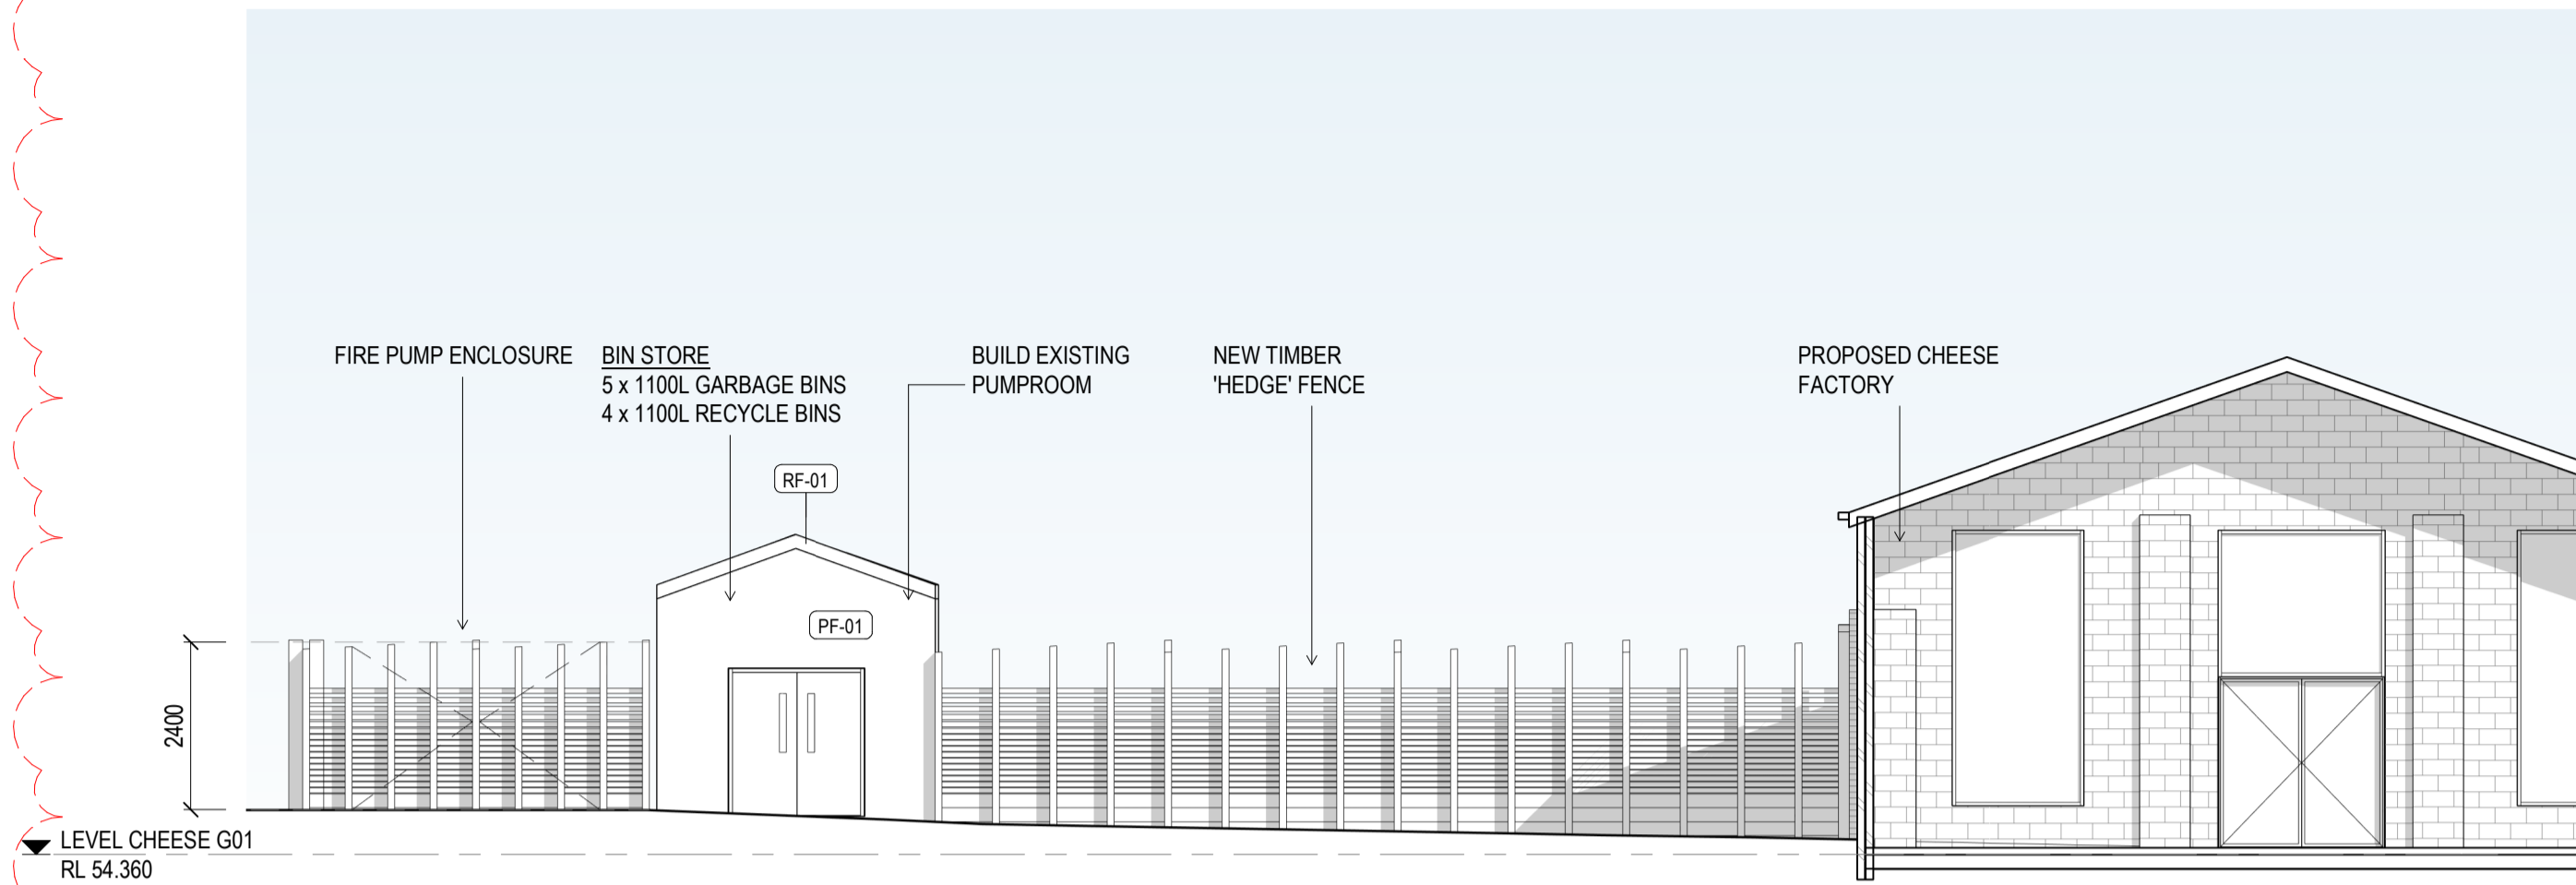 FIRE PUMP ENCLOSURE
BIN STORE
5 x 1100L GARBAGE BINS
4 x 1100L RECYCLE BINS
BUILD EXISTING
PUMPROOM
NEW TIMBER
'HEDGE' FENCE
PROPOSED CHEESE
FACTORY
RF-01
PF-01
2400
LEVEL CHEESE G01
RL 54.360